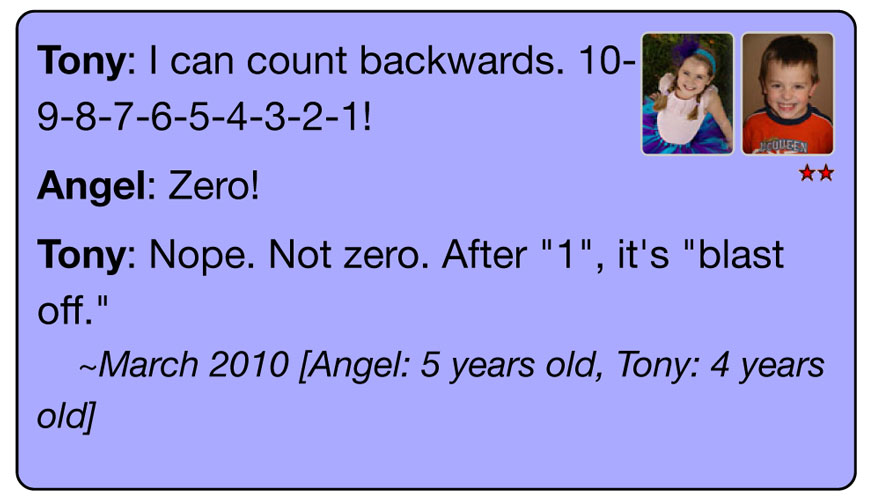 Tony: I can count backwards. 10-
9-8-7-6-5-4-3-2-1!
Angel: Zero!
Tony: Nope. Not zero. After "1", it's "blast
off."
~March 2010 [Angel: 5 years old, Tony: 4 years
old]
MCQUEEN